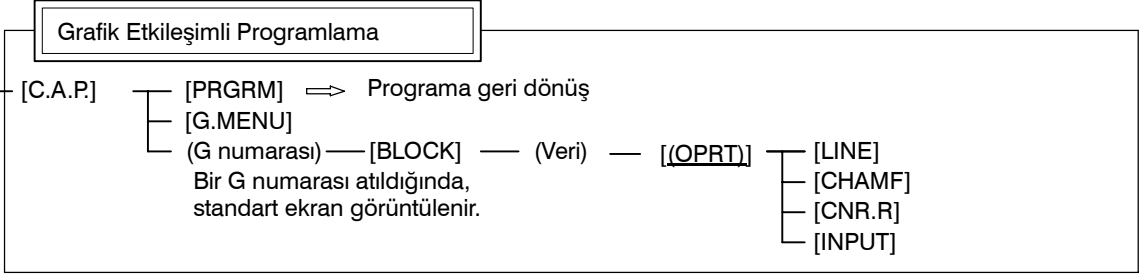 Grafik Etkileşimli Programlama
[C.A.P.] [PRGRM] Programa geri dönüş
[G.MENU]
(G numarası) [BLOCK] (Veri) [(OPRT)] [LINE]
Bir G numarası atıldığında, [CHAMF]
standart ekran görüntülenir. [CNR.R]
[INPUT]